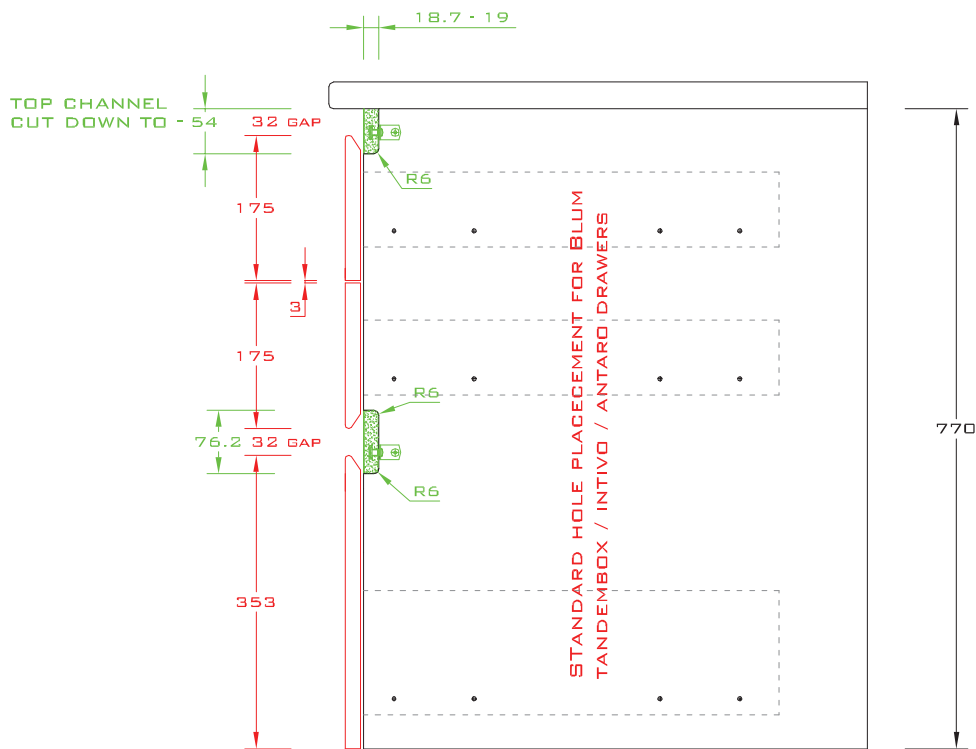 18.7 - 19
TOP CHANNEL
CUT DOWN TO - 54
32 GAP
R6
175
3
175
R6
76.2 32 GAP
R6
353
770
STANDARD HOLE PLACECEMENT FOR BLUM
TANDEMBOX / INTIVO / ANTARO DRAWERS